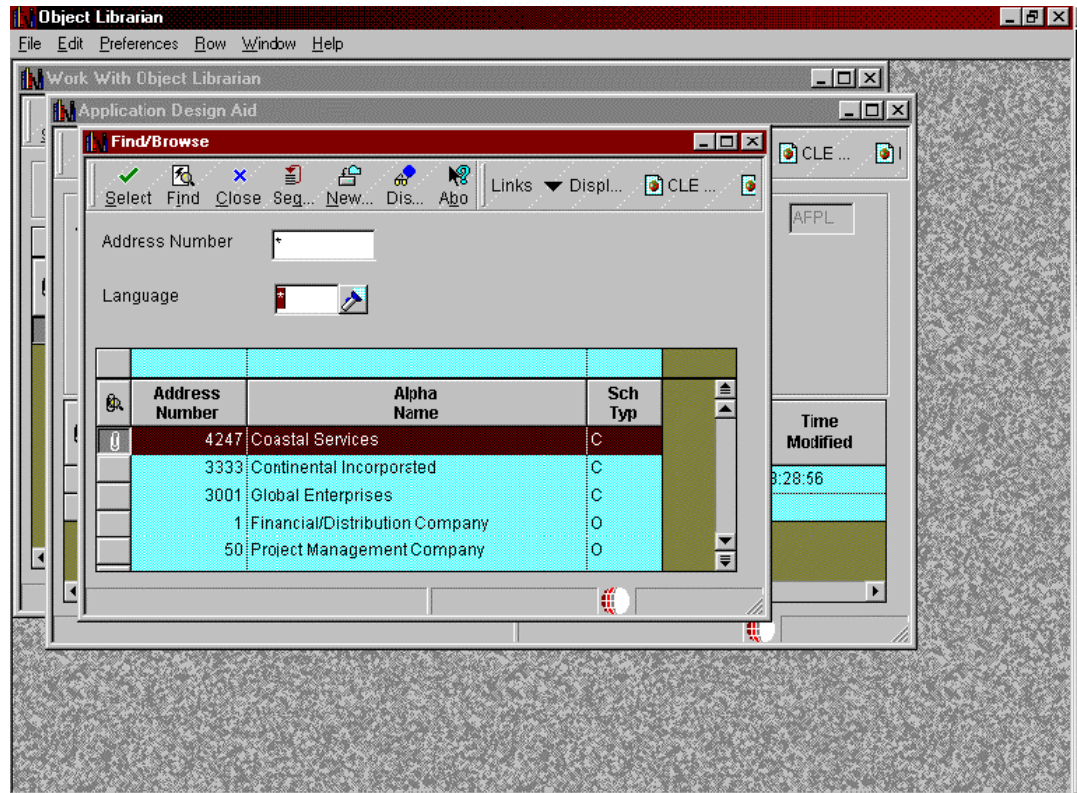 Object Librarian
File Edit Preferences Row Window Help
Work With Object Librarian
Application Design Aid
Find/Browse
Select Find Close Seg... New... Dis... Abo Links Displ... CLE ...
CLE ... I
AFPL
Address Number *
Language *
Address Number Alpha Name Sch Typ
Time Modified
4247 Coastal Services C
3333 Continental Incorporated C
3001 Global Enterprises C
1 Financial/Distribution Company O
50 Project Management Company O
8:28:56